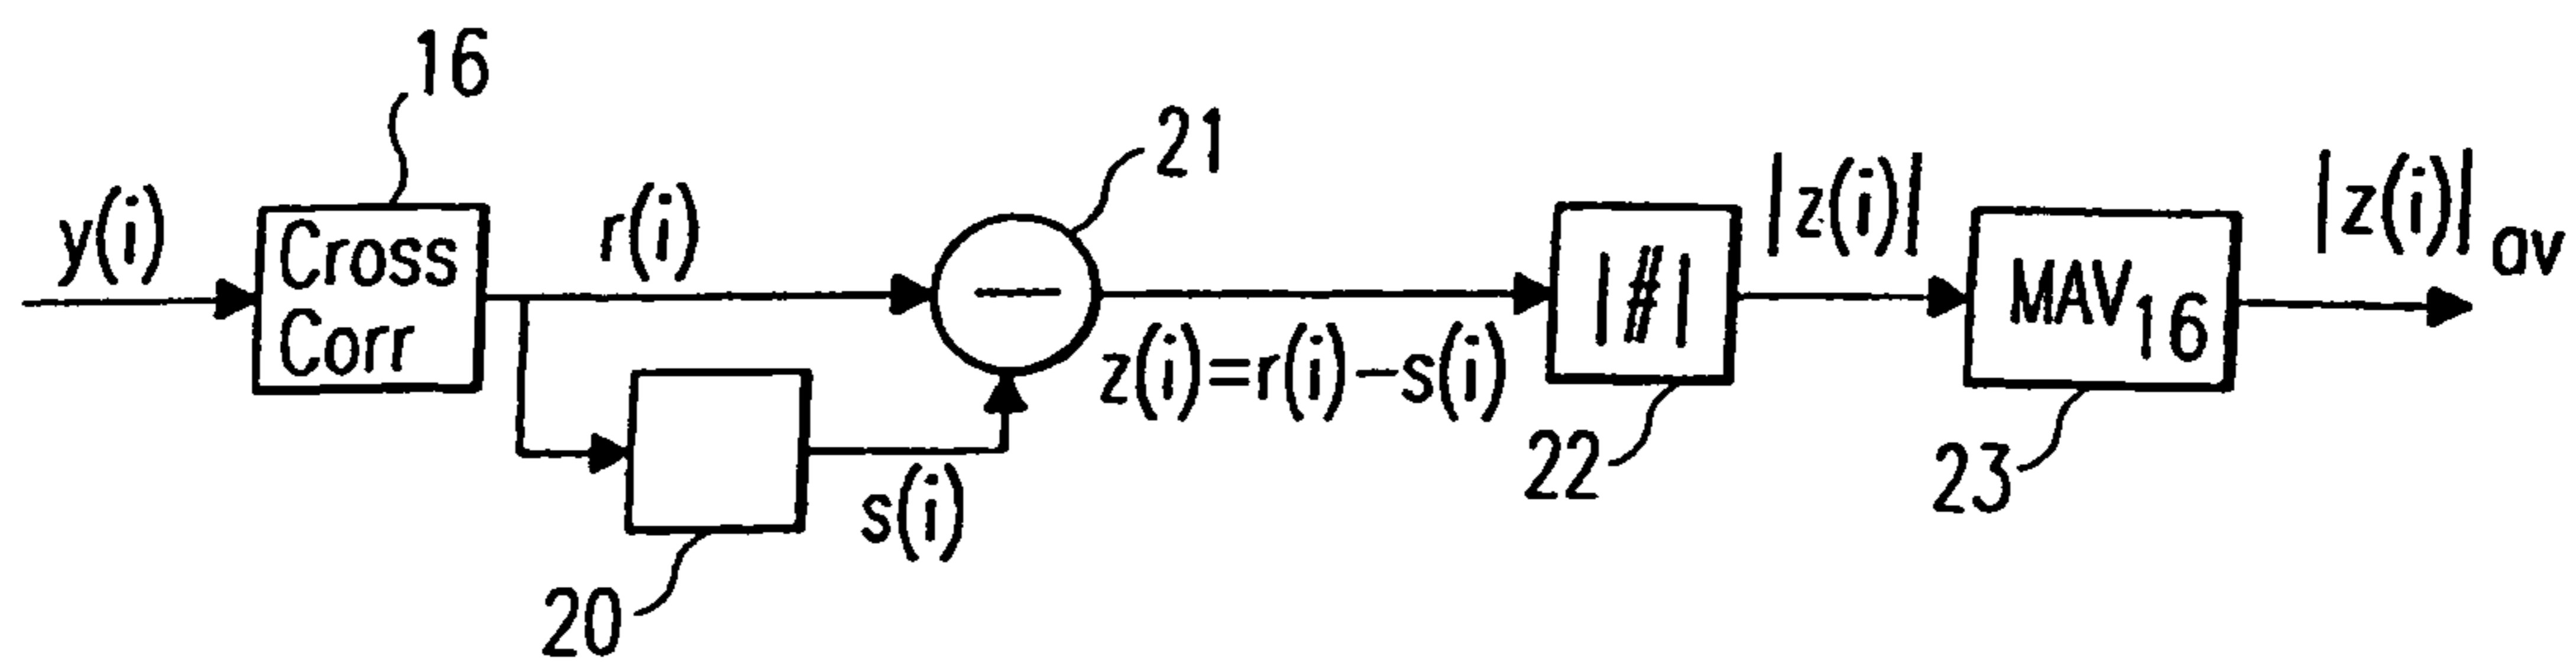 16
21
y(i)
Cross
Corr
r(i)
z(i)=r(i)-s(i)
|#|
|z(i)|
MAV16
|z(i)|av
s(i)
20
22
23